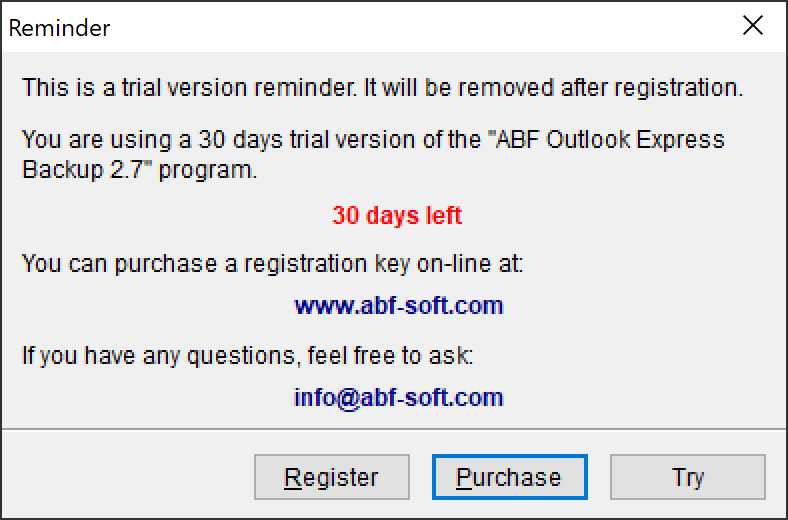 Reminder
This is a trial version reminder. It will be removed after registration.
You are using a 30 days trial version of the "ABF Outlook Express
Backup 2.7" program.
30 days left
You can purchase a registration key on-line at:
www.abf-soft.com
If you have any questions, feel free to ask:
info@abf-soft.com
Register Purchase Try